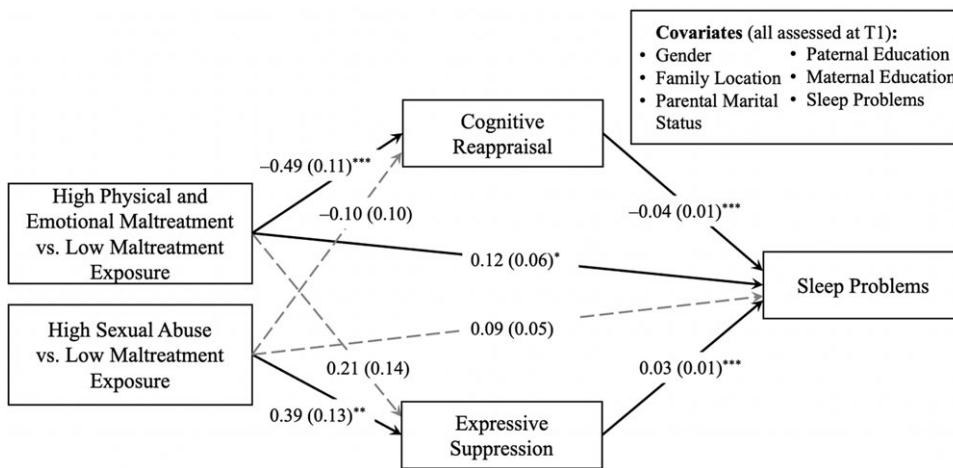 Covariates (all assessed at T1):
• Gender
• Family Location
• Parental Marital
Status
• Paternal Education
• Maternal Education
• Sleep Problems
Cognitive
Reappraisal
–0.49 (0.11)***
High Physical and
Emotional Maltreatment
vs. Low Maltreatment
Exposure
–0.10 (0.10)
–0.04 (0.01)***
0.12 (0.06)*
Sleep Problems
High Sexual Abuse
vs. Low Maltreatment
Exposure
0.09 (0.05)
0.21 (0.14)
0.03 (0.01)***
0.39 (0.13)**
Expressive
Suppression